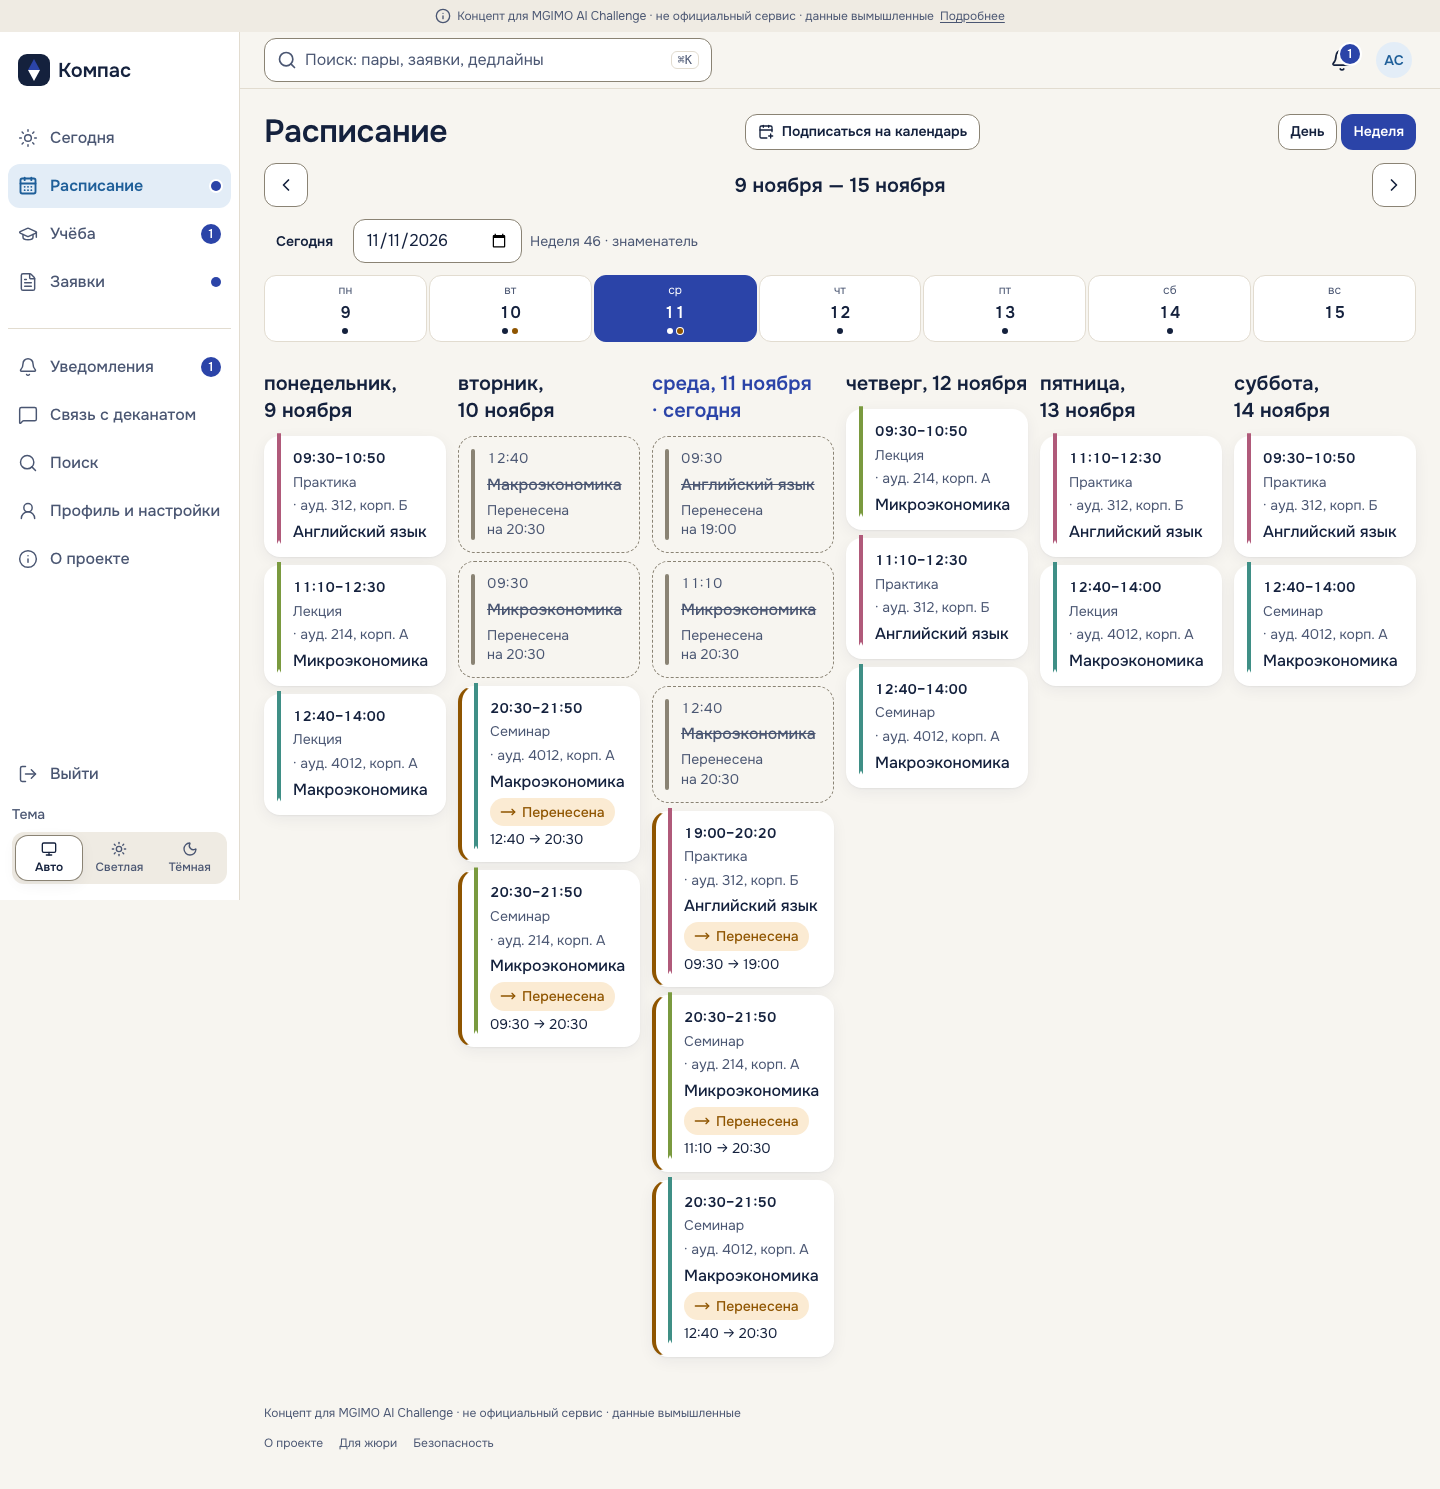 Концепт для MGIMO AI Challenge · не официальный сервис · данные вымышленные Подробнее
Компас
Поиск: пары, заявки, дедлайны
⌘K
1
АС
Сегодня
Расписание
Учёба
1
Заявки
Уведомления
1
Связь с деканатом
Поиск
Профиль и настройки
О проекте
Выйти
Тема
Авто
Светлая
Тёмная
Расписание
Подписаться на календарь
День
Неделя
9 ноября — 15 ноября
Сегодня
11/11/2026
Неделя 46 · знаменатель
пн
9
вт
10
ср
11
чт
12
пт
13
сб
14
вс
15
понедельник,
9 ноября
09:30–10:50
Практика
· ауд. 312, корп. Б
Английский язык
11:10–12:30
Лекция
· ауд. 214, корп. А
Микроэкономика
12:40–14:00
Лекция
· ауд. 4012, корп. А
Макроэкономика
вторник,
10 ноября
12:40
Макроэкономика
Перенесена
на 20:30
09:30
Микроэкономика
Перенесена
на 20:30
20:30–21:50
Семинар
· ауд. 4012, корп. А
Макроэкономика
→ Перенесена
12:40 → 20:30
20:30–21:50
Семинар
· ауд. 214, корп. А
Микроэкономика
→ Перенесена
09:30 → 20:30
среда, 11 ноября
· сегодня
09:30
Английский язык
Перенесена
на 19:00
11:10
Микроэкономика
Перенесена
на 20:30
12:40
Макроэкономика
Перенесена
на 20:30
19:00–20:20
Практика
· ауд. 312, корп. Б
Английский язык
→ Перенесена
09:30 → 19:00
20:30–21:50
Семинар
· ауд. 214, корп. А
Микроэкономика
→ Перенесена
11:10 → 20:30
20:30–21:50
Семинар
· ауд. 4012, корп. А
Макроэкономика
→ Перенесена
12:40 → 20:30
четверг, 12 ноября
09:30–10:50
Лекция
· ауд. 214, корп. А
Микроэкономика
11:10–12:30
Практика
· ауд. 312, корп. Б
Английский язык
12:40–14:00
Семинар
· ауд. 4012, корп. А
Макроэкономика
пятница,
13 ноября
11:10–12:30
Практика
· ауд. 312, корп. Б
Английский язык
12:40–14:00
Лекция
· ауд. 4012, корп. А
Макроэкономика
суббота,
14 ноября
09:30–10:50
Практика
· ауд. 312, корп. Б
Английский язык
12:40–14:00
Семинар
· ауд. 4012, корп. А
Макроэкономика
Концепт для MGIMO AI Challenge · не официальный сервис · данные вымышленные
О проекте
Для жюри
Безопасность